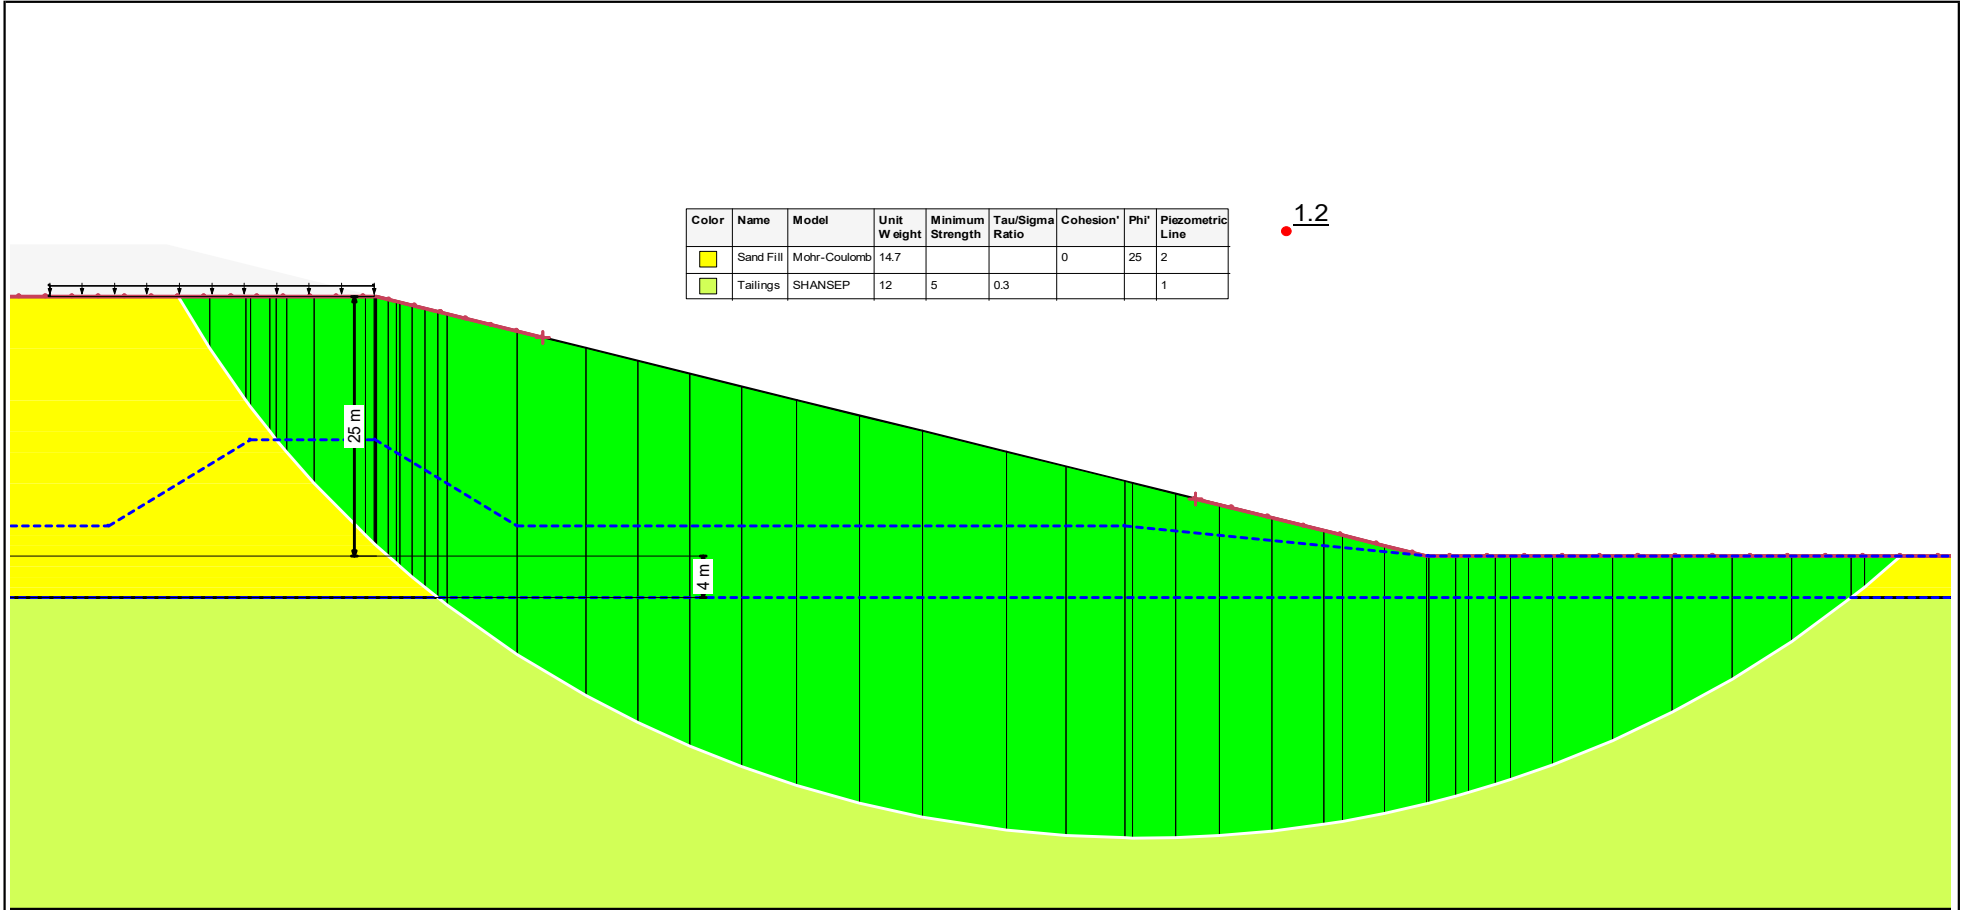 1.2
Color Name Model Unit Weight Minimum Strength Tau/Sigma Ratio Cohesion' Phi' Piezometric Line
Sand Fill Mohr-Coulomb 14.7 0 25 2
Tailings SHANSEP 12 5 0.3 1
25 m
4 m